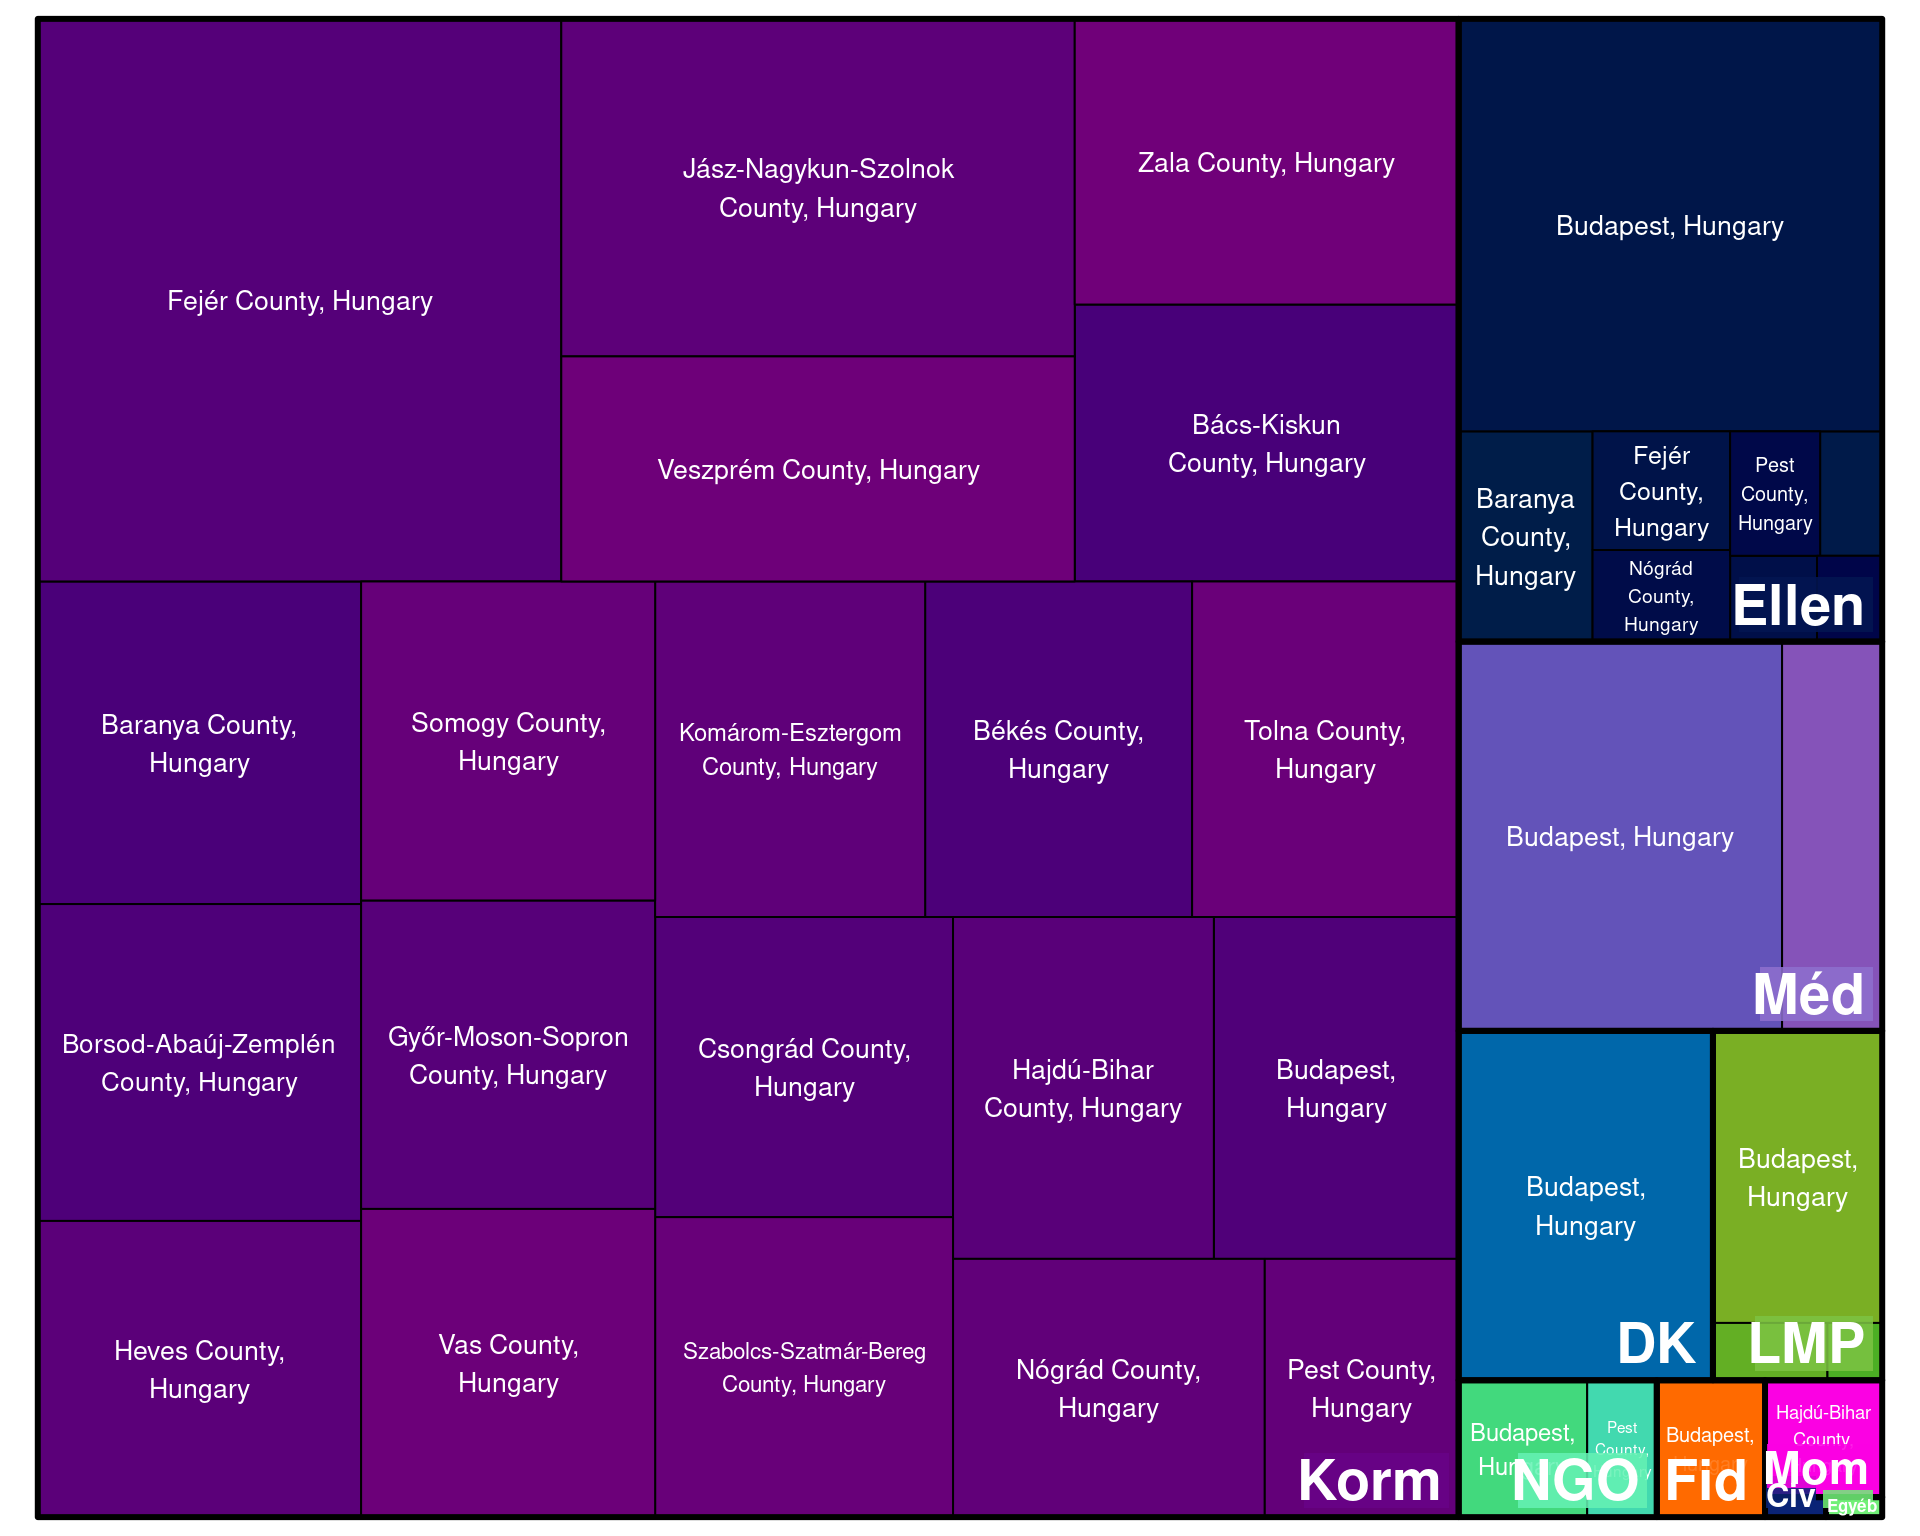 Fejér County, Hungary
Jász-Nagykun-Szolnok
County, Hungary
Zala County, Hungary
Veszprém County, Hungary
Bács-Kiskun
County, Hungary
Baranya County,
Hungary
Somogy County,
Hungary
Komárom-Esztergom
County, Hungary
Békés County,
Hungary
Tolna County,
Hungary
Borsod-Abaúj-Zemplén
County, Hungary
Győr-Moson-Sopron
County, Hungary
Csongrád County,
Hungary
Hajdú-Bihar
County, Hungary
Budapest,
Hungary
Heves County,
Hungary
Vas County,
Hungary
Szabolcs-Szatmár-Bereg
County, Hungary
Nógrád County,
Hungary
Pest County,
Hungary
Korm
Budapest, Hungary
Baranya
County,
Hungary
Fejér
County,
Hungary
Pest
County,
Hungary
Nógrád
County,
Hungary
Ellen
Budapest, Hungary
Méd
Budapest,
Hungary
DK
Budapest,
Hungary
LMP
Budapest,
Pest
County,
NGO
Budapest,
Fid
Hajdú-Bihar
County,
Mom
Civ
Egyéb